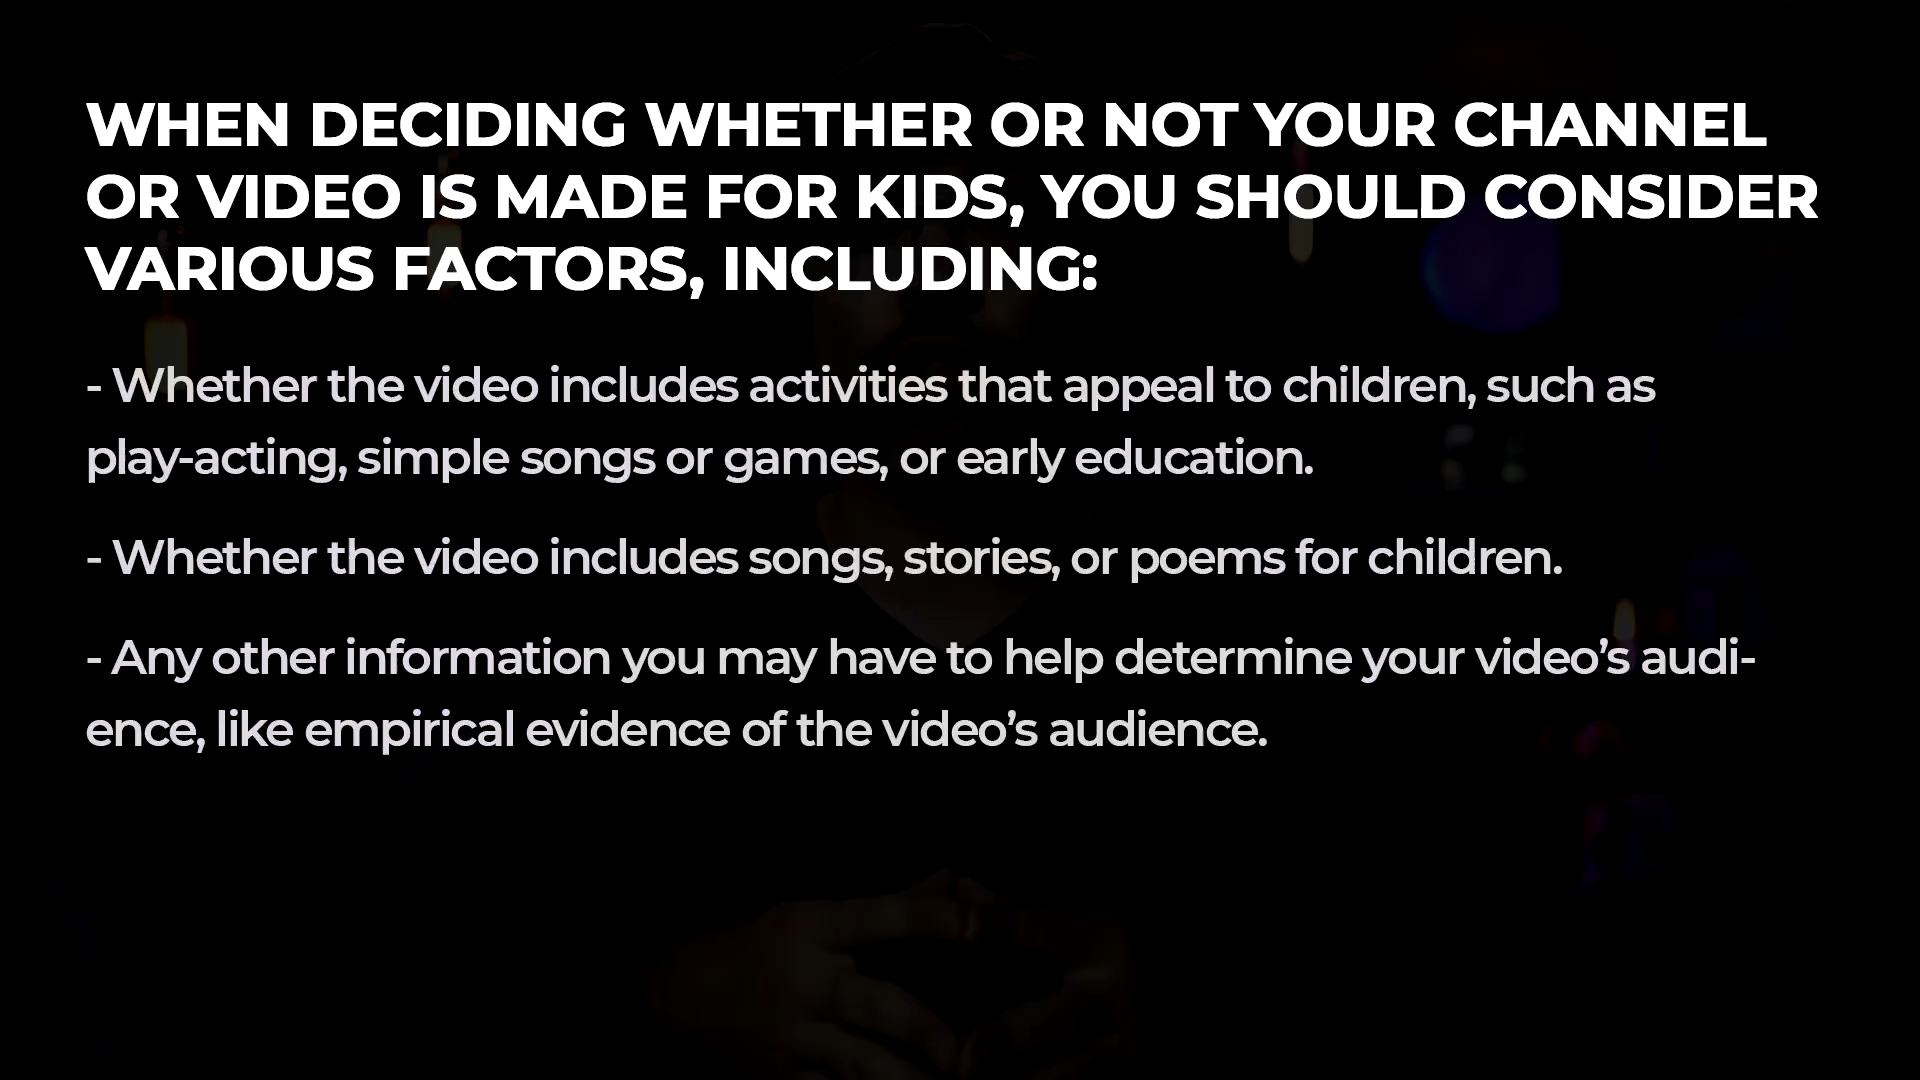 WHEN DECIDING WHETHER OR NOT YOUR CHANNEL
OR VIDEO IS MADE FOR KIDS, YOU SHOULD CONSIDER
VARIOUS FACTORS, INCLUDING:
- Whether the video includes activities that appeal to children, such as
play-acting, simple songs or games, or early education.
- Whether the video includes songs, stories, or poems for children.
- Any other information you may have to help determine your video’s audi-
ence, like empirical evidence of the video’s audience.